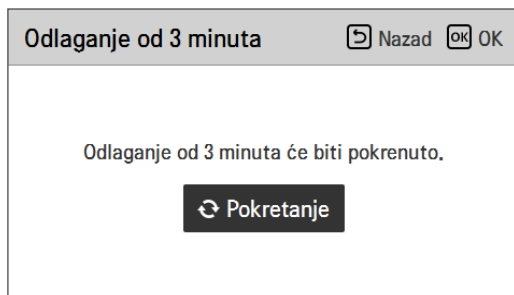 Odlaganje od 3 minuta Nazad OK OK
Odlaganje od 3 minuta će biti pokrenuto.
Pokretanje